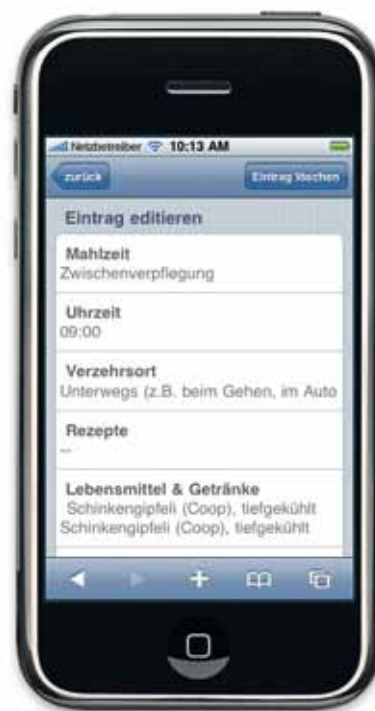 Netzbetreiber 10:13 AM
zurück Eintrag löschen
Eintrag editieren
Mahlzeit
Zwischenverpflegung
Uhrzeit
09:00
Verzehrsort
Unterwegs (z.B. beim Gehen, im Auto
Rezepte
--
Lebensmittel & Getränke
Schinkengipfeli (Coop), tiefgekühlt
Schinkengipfeli (Coop), tiefgekühlt